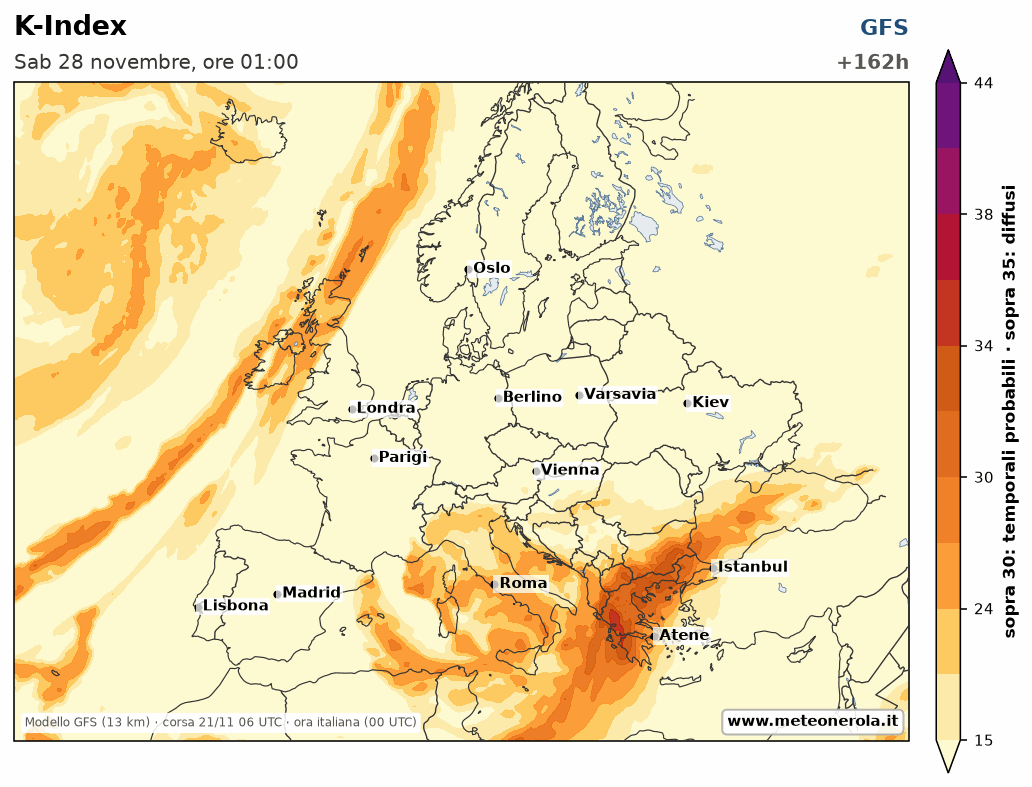 K-Index
GFS
Sab 28 novembre, ore 01:00
+162h
44
38
34
30
24
15
sopra 30: temporali probabili · sopra 35: diffusi
Oslo
Berlino
Varsavia
Kiev
Londra
Parigi
Vienna
Istanbul
Roma
Madrid
Lisbona
Atene
Modello GFS (13 km) · corsa 21/11 06 UTC · ora italiana (00 UTC)
www.meteonerola.it